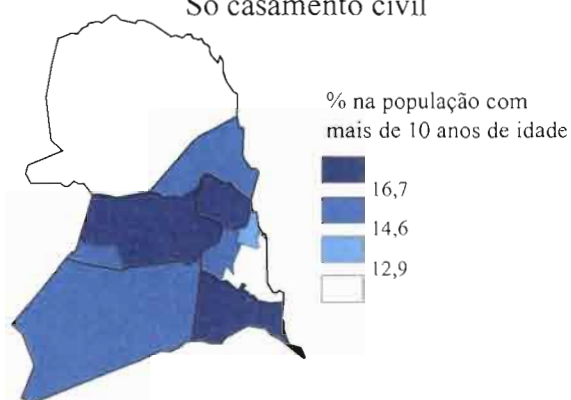 Só casamento civil
% na população com
mais de 10 anos de idade
16,7
14,6
12,9